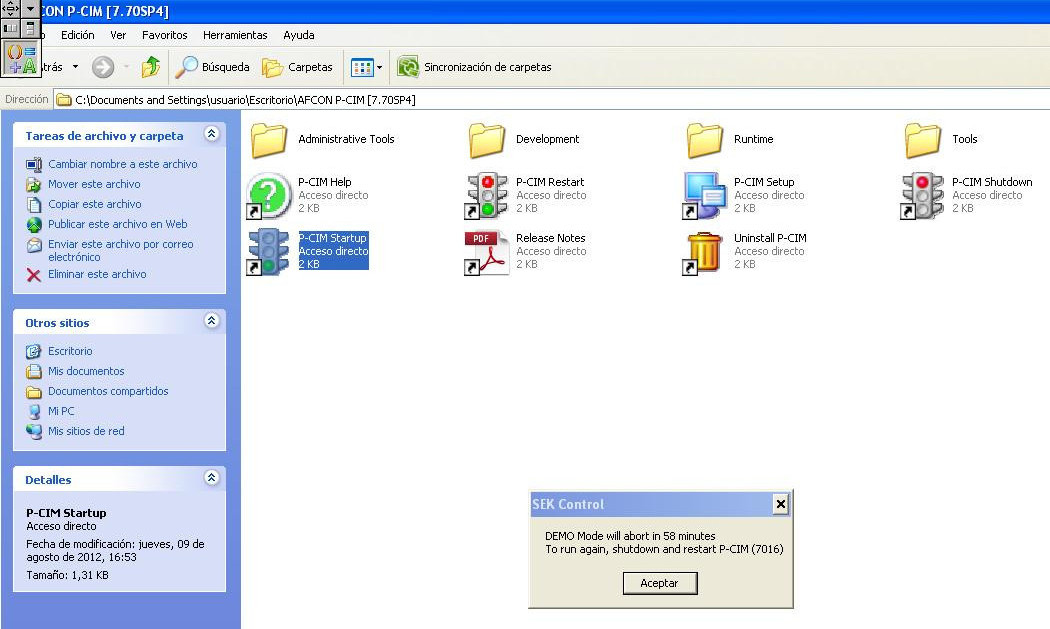 CON P-CIM [7.70SP4]
Edición Ver Favoritos Herramientas Ayuda
trás Búsqueda Carpetas Sincronización de carpetas
Dirección C:\Documents and Settings\usuario\Escritorio\AFCON P-CIM [7.70SP4]
Tareas de archivo y carpeta
Cambiar nombre a este archivo
Mover este archivo
Copiar este archivo
Publicar este archivo en Web
Enviar este archivo por correo
electrónico
Eliminar este archivo
Otros sitios
Escritorio
Mis documentos
Documentos compartidos
Mi PC
Mis sitios de red
Detalles
P-CIM Startup
Acceso directo
Fecha de modificación: jueves, 09 de
agosto de 2012, 16:53
Tamaño: 1,31 KB
Administrative Tools
Development
Runtime
Tools
P-CIM Help
Acceso directo
2 KB
P-CIM Restart
Acceso directo
2 KB
P-CIM Setup
Acceso directo
2 KB
P-CIM Shutdown
Acceso directo
2 KB
P-CIM Startup
Acceso directo
2 KB
PDF
Release Notes
Acceso directo
2 KB
Uninstall P-CIM
Acceso directo
2 KB
SEK Control
DEMO Mode will abort in 58 minutes
To run again, shutdown and restart P-CIM (7016)
Aceptar